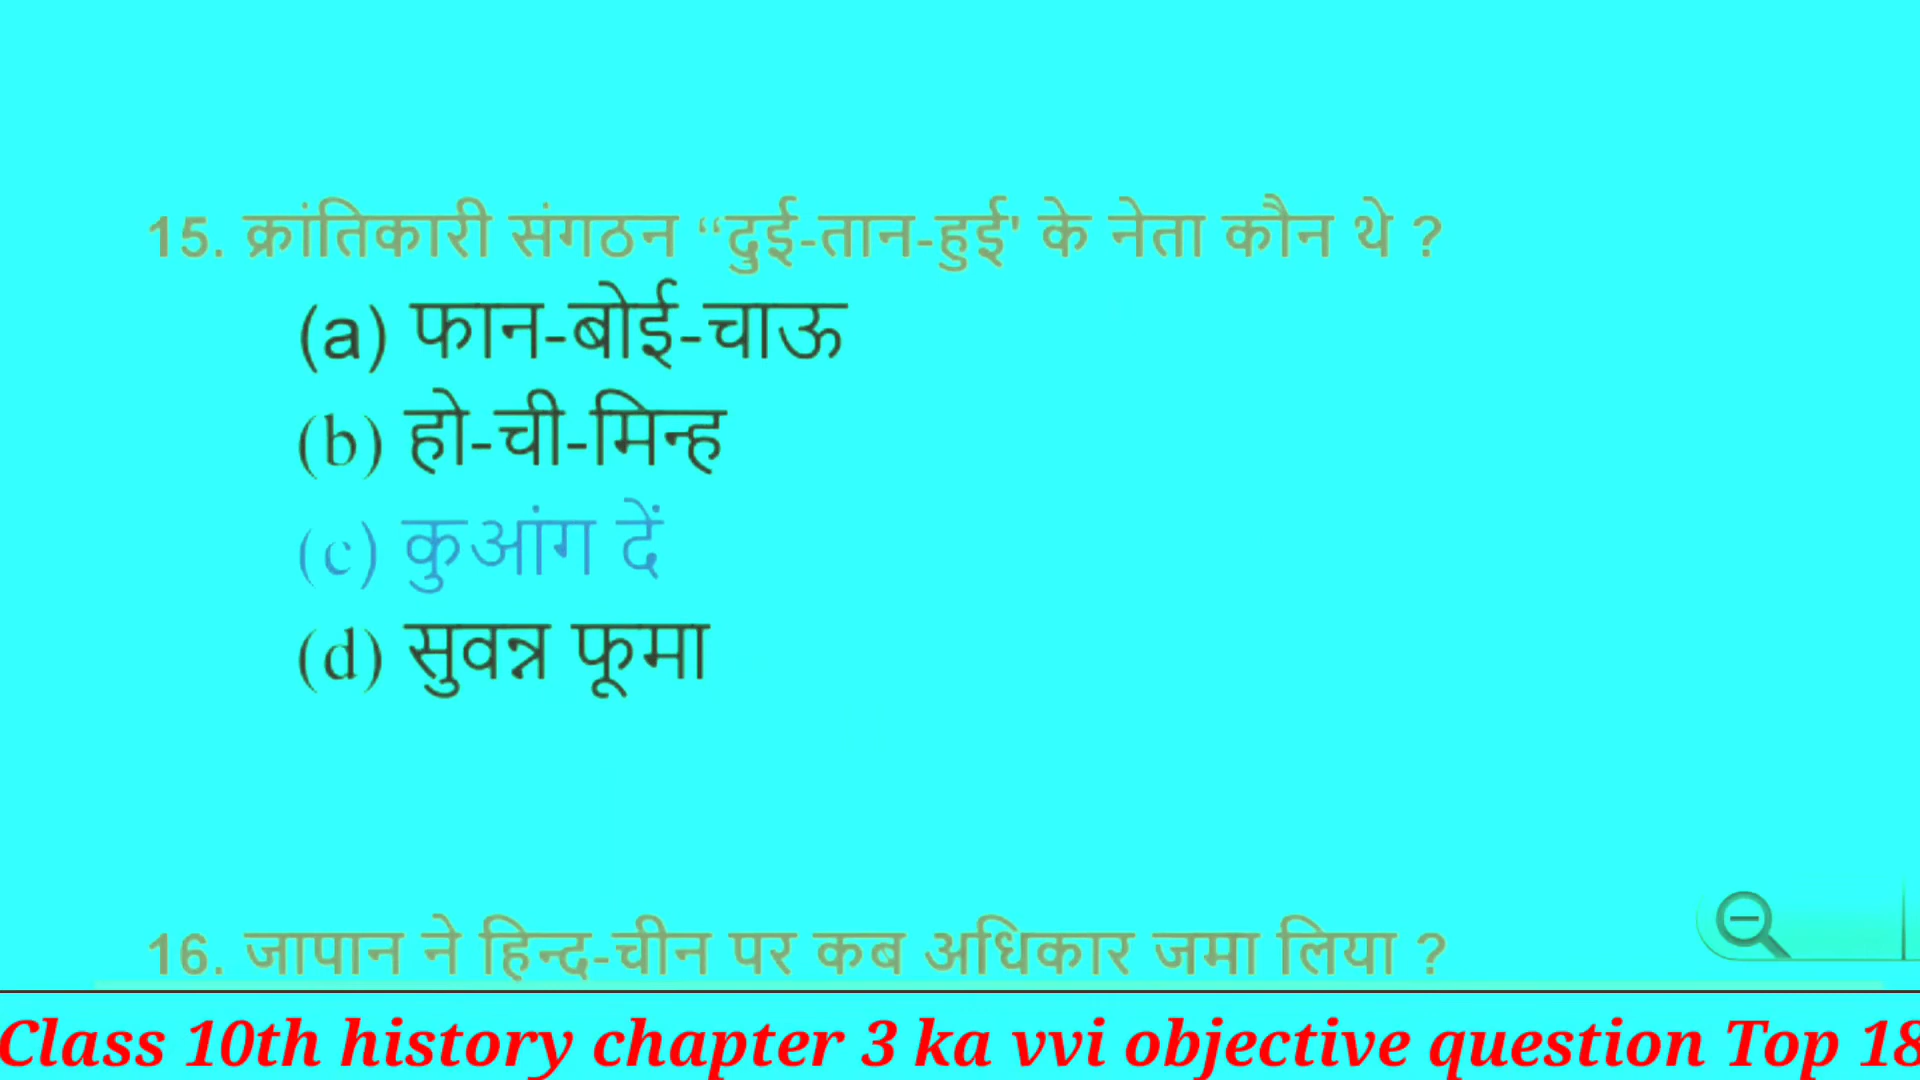 15. क्रांतिकारी संगठन “दुई-तान-हुई' के नेता कौन थे ?
(a) फान-बोई-चाऊ
(b) हो-ची-मिन्ह
(c) कुआंग दें
(d) सुवन्न फूमा
16. जापान ने हिन्द-चीन पर कब अधिकार जमा लिया ?
Class 10th history chapter 3 ka vvi objective question Top 18